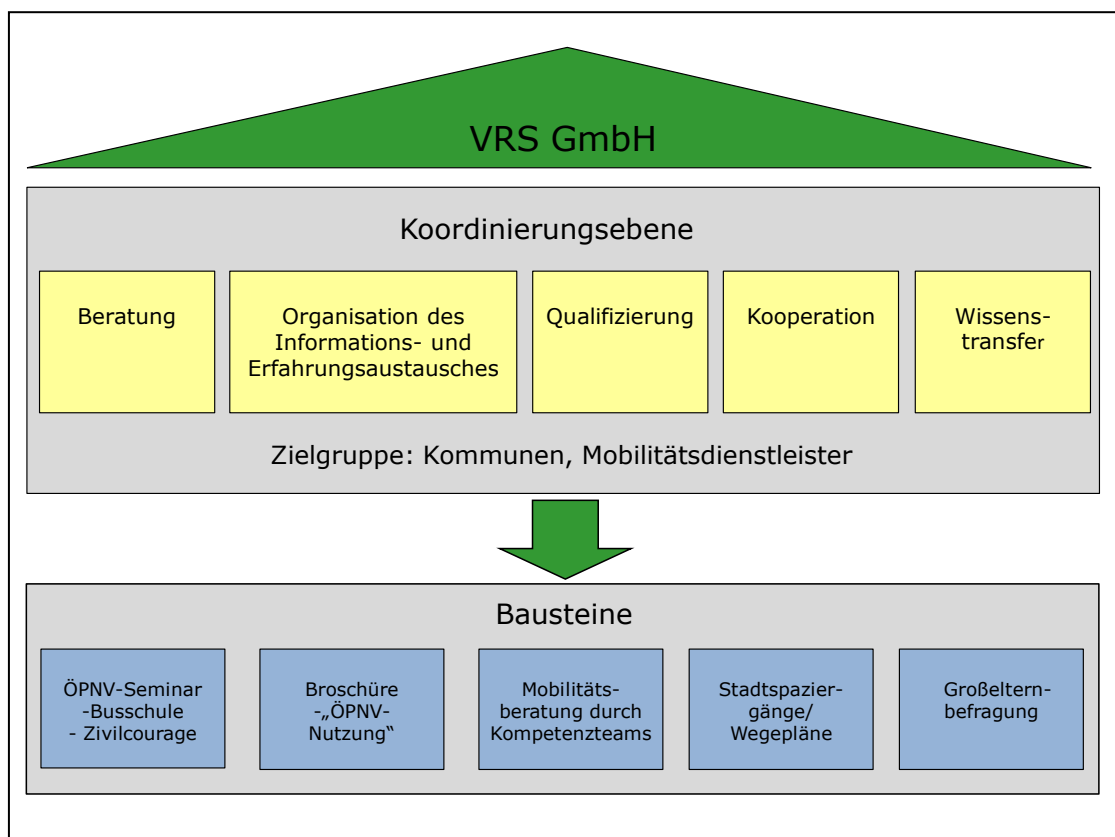 VRS GmbH
Koordinierungsebene
Beratung
Organisation des
Informations- und
Erfahrungsaustausches
Qualifizierung
Kooperation
Wissens-
transfer
Zielgruppe: Kommunen, Mobilitätsdienstleister
Bausteine
ÖPNV-Seminar
-Busschule
- Zivilcourage
Broschüre
-„ÖPNV-
Nutzung“
Mobilitäts-
beratung durch
Kompetenzteams
Stadtspazier-
gänge/
Wegepläne
Großeltern-
befragung